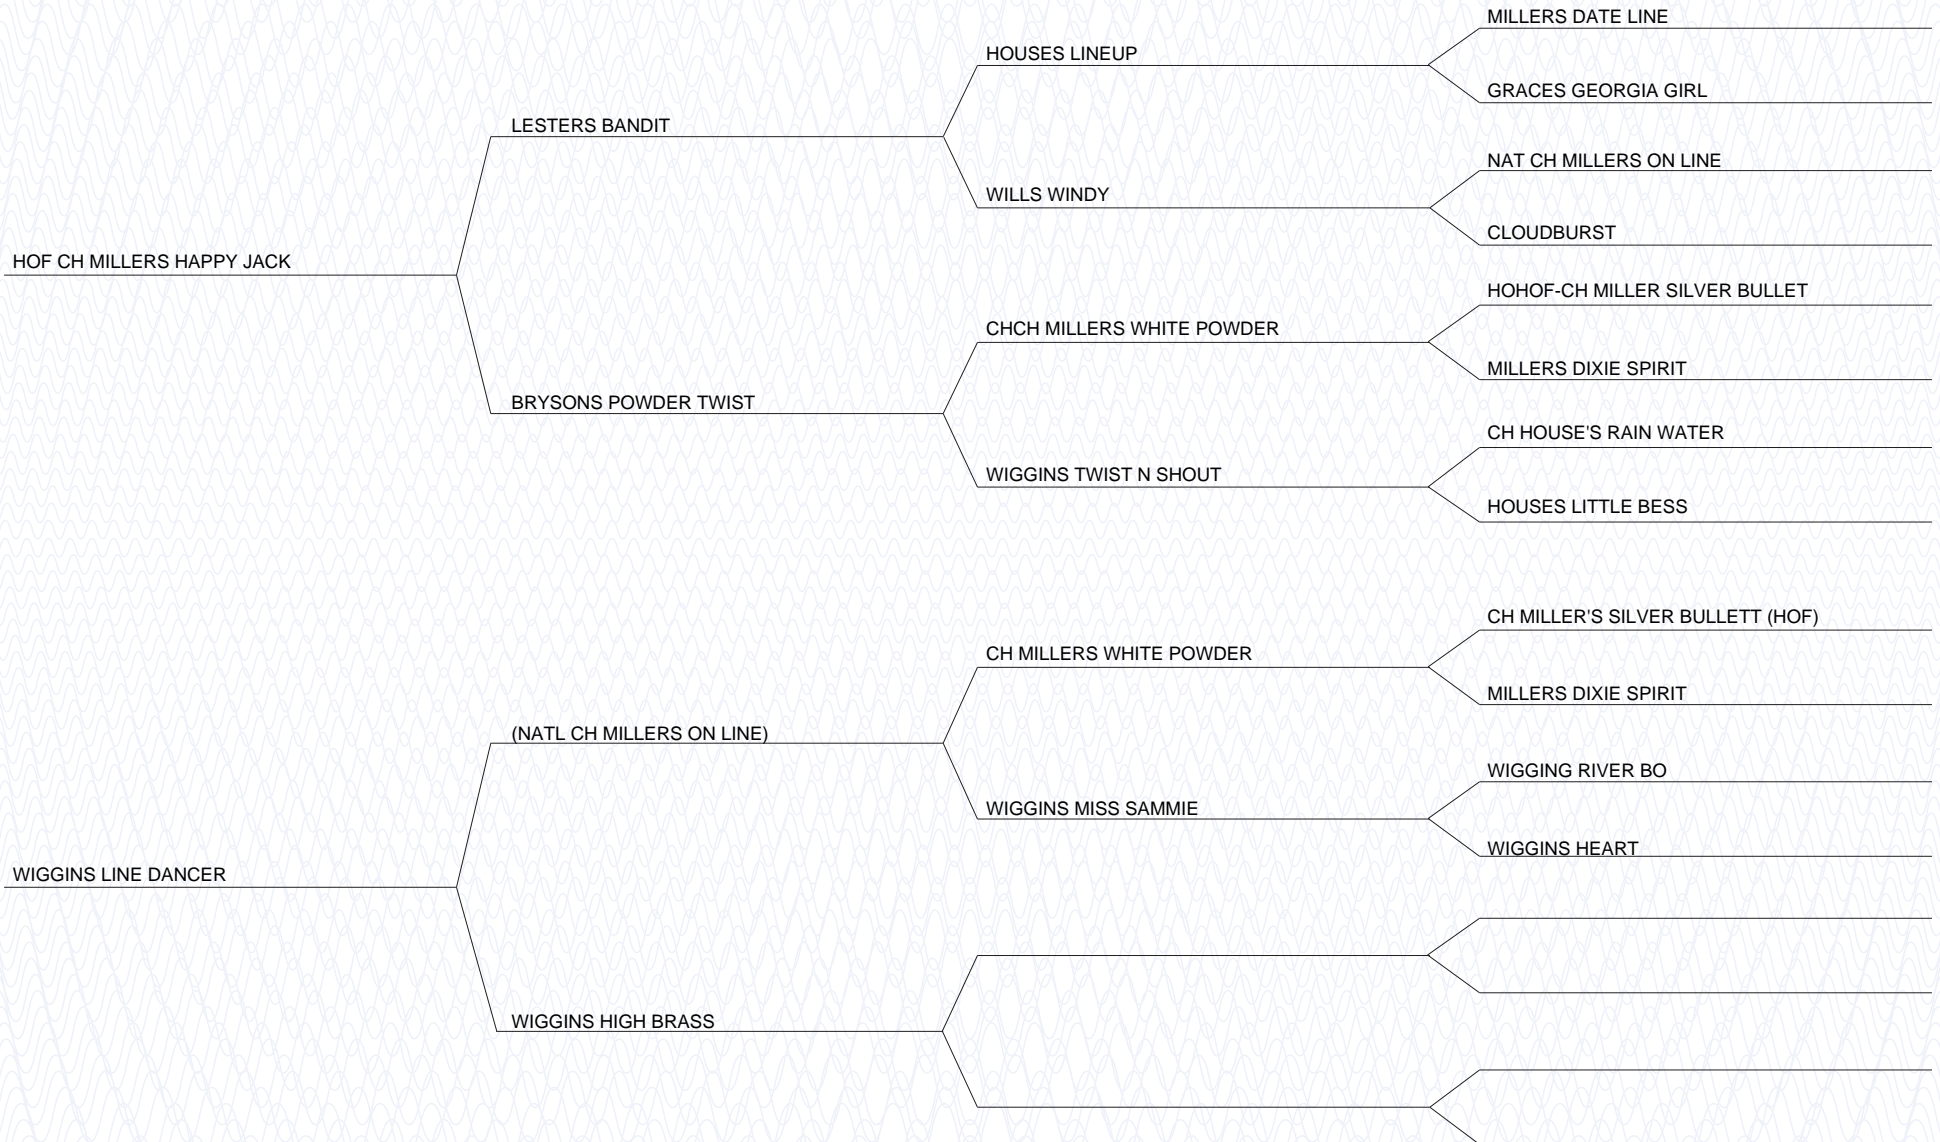 MILLERS DATE LINE
HOUSES LINEUP
GRACES GEORGIA GIRL
LESTERS BANDIT
NAT CH MILLERS ON LINE
WILLS WINDY
CLOUDBURST
HOF CH MILLERS HAPPY JACK
HOHOF-CH MILLER SILVER BULLET
CHCH MILLERS WHITE POWDER
MILLERS DIXIE SPIRIT
BRYSONS POWDER TWIST
CH HOUSE'S RAIN WATER
WIGGINS TWIST N SHOUT
HOUSES LITTLE BESS
CH MILLER'S SILVER BULLETT (HOF)
CH MILLERS WHITE POWDER
MILLERS DIXIE SPIRIT
(NATL CH MILLERS ON LINE)
WIGGING RIVER BO
WIGGINS MISS SAMMIE
WIGGINS HEART
WIGGINS LINE DANCER
WIGGINS HIGH BRASS